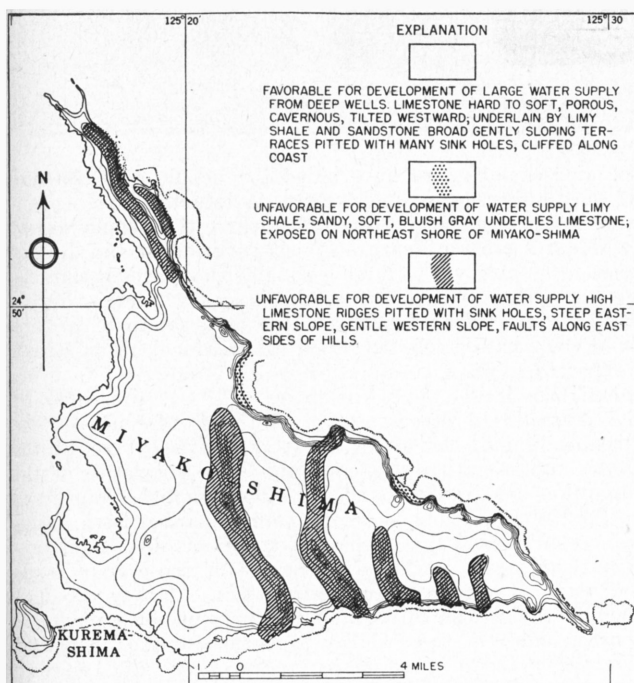 125° 20'
125° 30
EXPLANATION
FAVORABLE FOR DEVELOPMENT OF LARGE WATER SUPPLY
FROM DEEP WELLS. LIMESTONE HARD TO SOFT, POROUS,
CAVERNOUS, TILTED WESTWARD; UNDERLAIN BY LIMY
SHALE AND SANDSTONE BROAD GENTLY SLOPING TER-
RACES PITTED WITH MANY SINK HOLES, CLIFFED ALONG
COAST
UNFAVORABLE FOR DEVELOPMENT OF WATER SUPPLY LIMY
SHALE, SANDY, SOFT, BLUISH GRAY UNDERLIES LIMESTONE;
EXPOSED ON NORTHEAST SHORE OF MIYAKO-SHIMA
UNFAVORABLE FOR DEVELOPMENT OF WATER SUPPLY HIGH
LIMESTONE RIDGES PITTED WITH SINK HOLES, STEEP EAST-
ERN SLOPE, GENTLE WESTERN SLOPE, FAULTS ALONG EAST
SIDES OF HILLS.
N
24°
50'
MIYAKO-SHIMA
KUREMA-
SHIMA
1 0 4 MILES